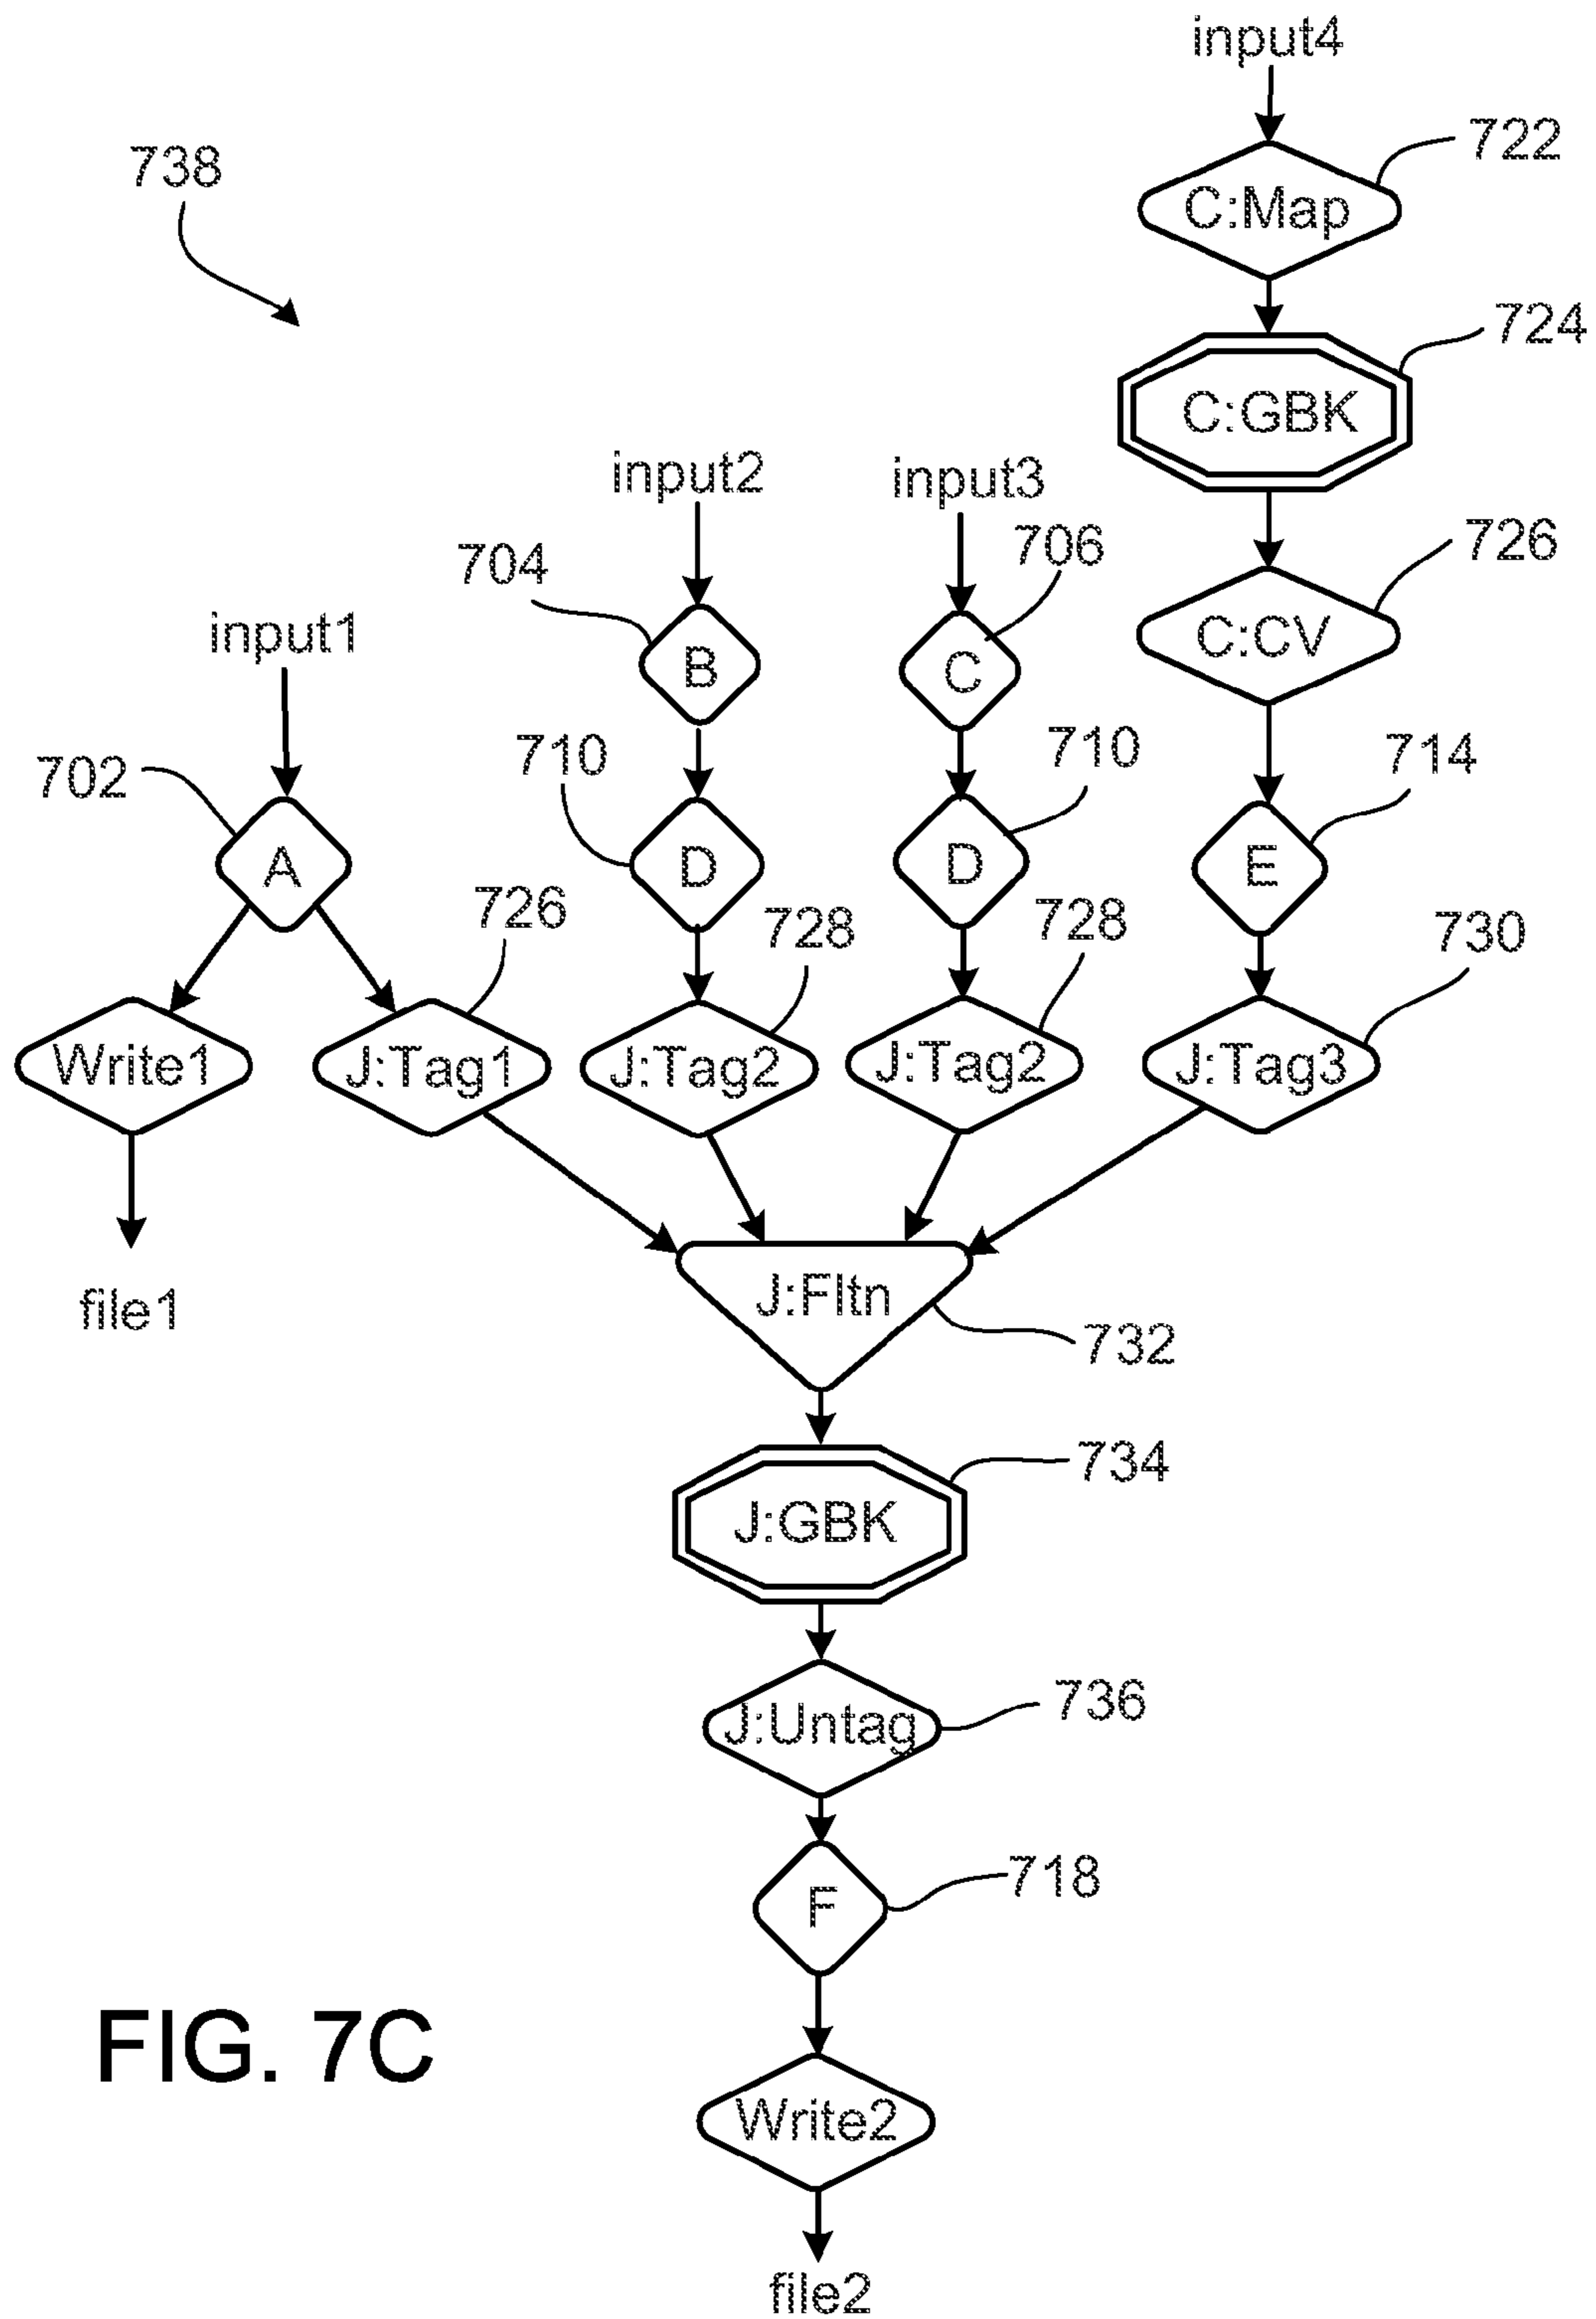 input4
722
738
C:Map
724
C:GBK
input2
input3
706
726
704
input1
C:CV
B
C
710
710
714
702
A
D
D
E
726
728
728
730
Write1
J:Tag1
J:Tag2
J:Tag2
J:Tag3
file1
J:Fltn
732
734
J:GBK
736
J:Untag
718
F
FIG. 7C
Write2
file2